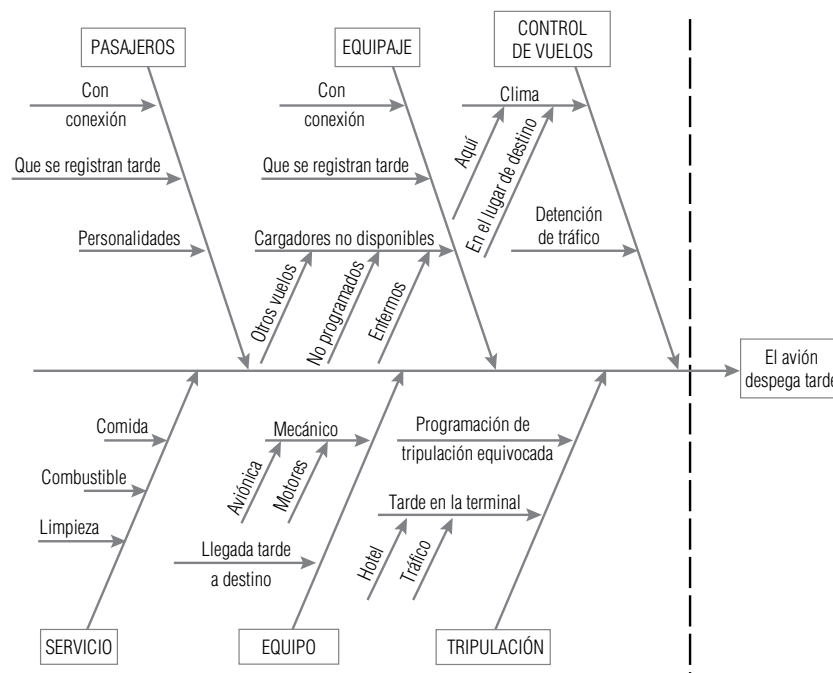 PASAJEROS
EQUIPAJE
CONTROL
DE VUELOS
Con
conexión
Que se registran tarde
Personalidades
Con
conexión
Que se registran tarde
Cargadores no disponibles
Otros vuelos
No programados
Enfermos
Clima
Aquí
En el lugar de destino
Detención
de tráfico
El avión
despega tarde
Comida
Combustible
Limpieza
Mecánico
Aviónica
Motores
Llegada tarde
a destino
Programación de
tripulación equivocada
Tarde en la terminal
Hotel
Tráfico
SERVICIO
EQUIPO
TRIPULACIÓN